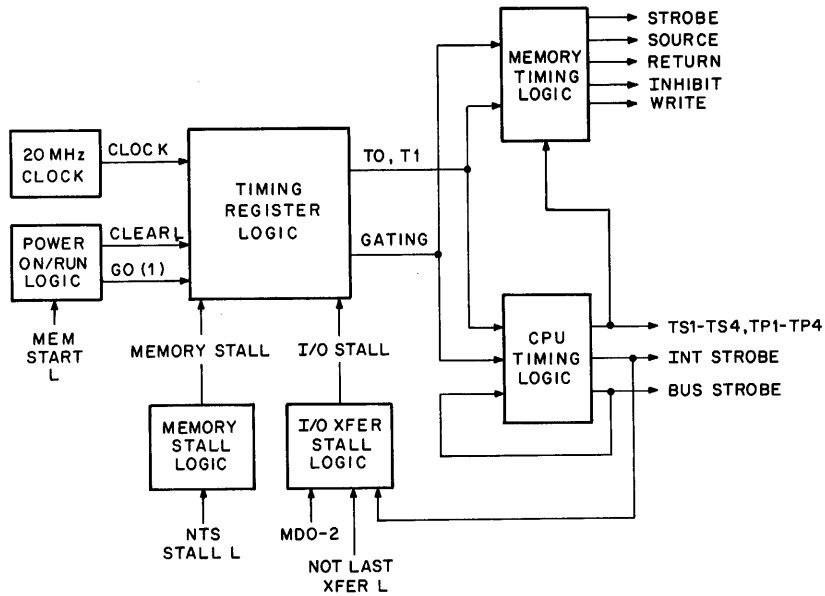 STROBE
SOURCE
RETURN
INHIBIT
WRITE
MEMORY
TIMING
LOGIC
20 MHz
CLOCK
CLOCK
TIMING
REGISTER
LOGIC
TO, T1
GATING
POWER
ON/RUN
LOGIC
CLEAR L
GO (1)
MEM
START
L
MEMORY STALL
I/O STALL
CPU
TIMING
LOGIC
TS1-TS4, TP1-TP4
INT STROBE
BUS STROBE
MEMORY
STALL
LOGIC
I/O XFER
STALL
LOGIC
NTS
STALL L
MDO-2
NOT LAST
XFER L